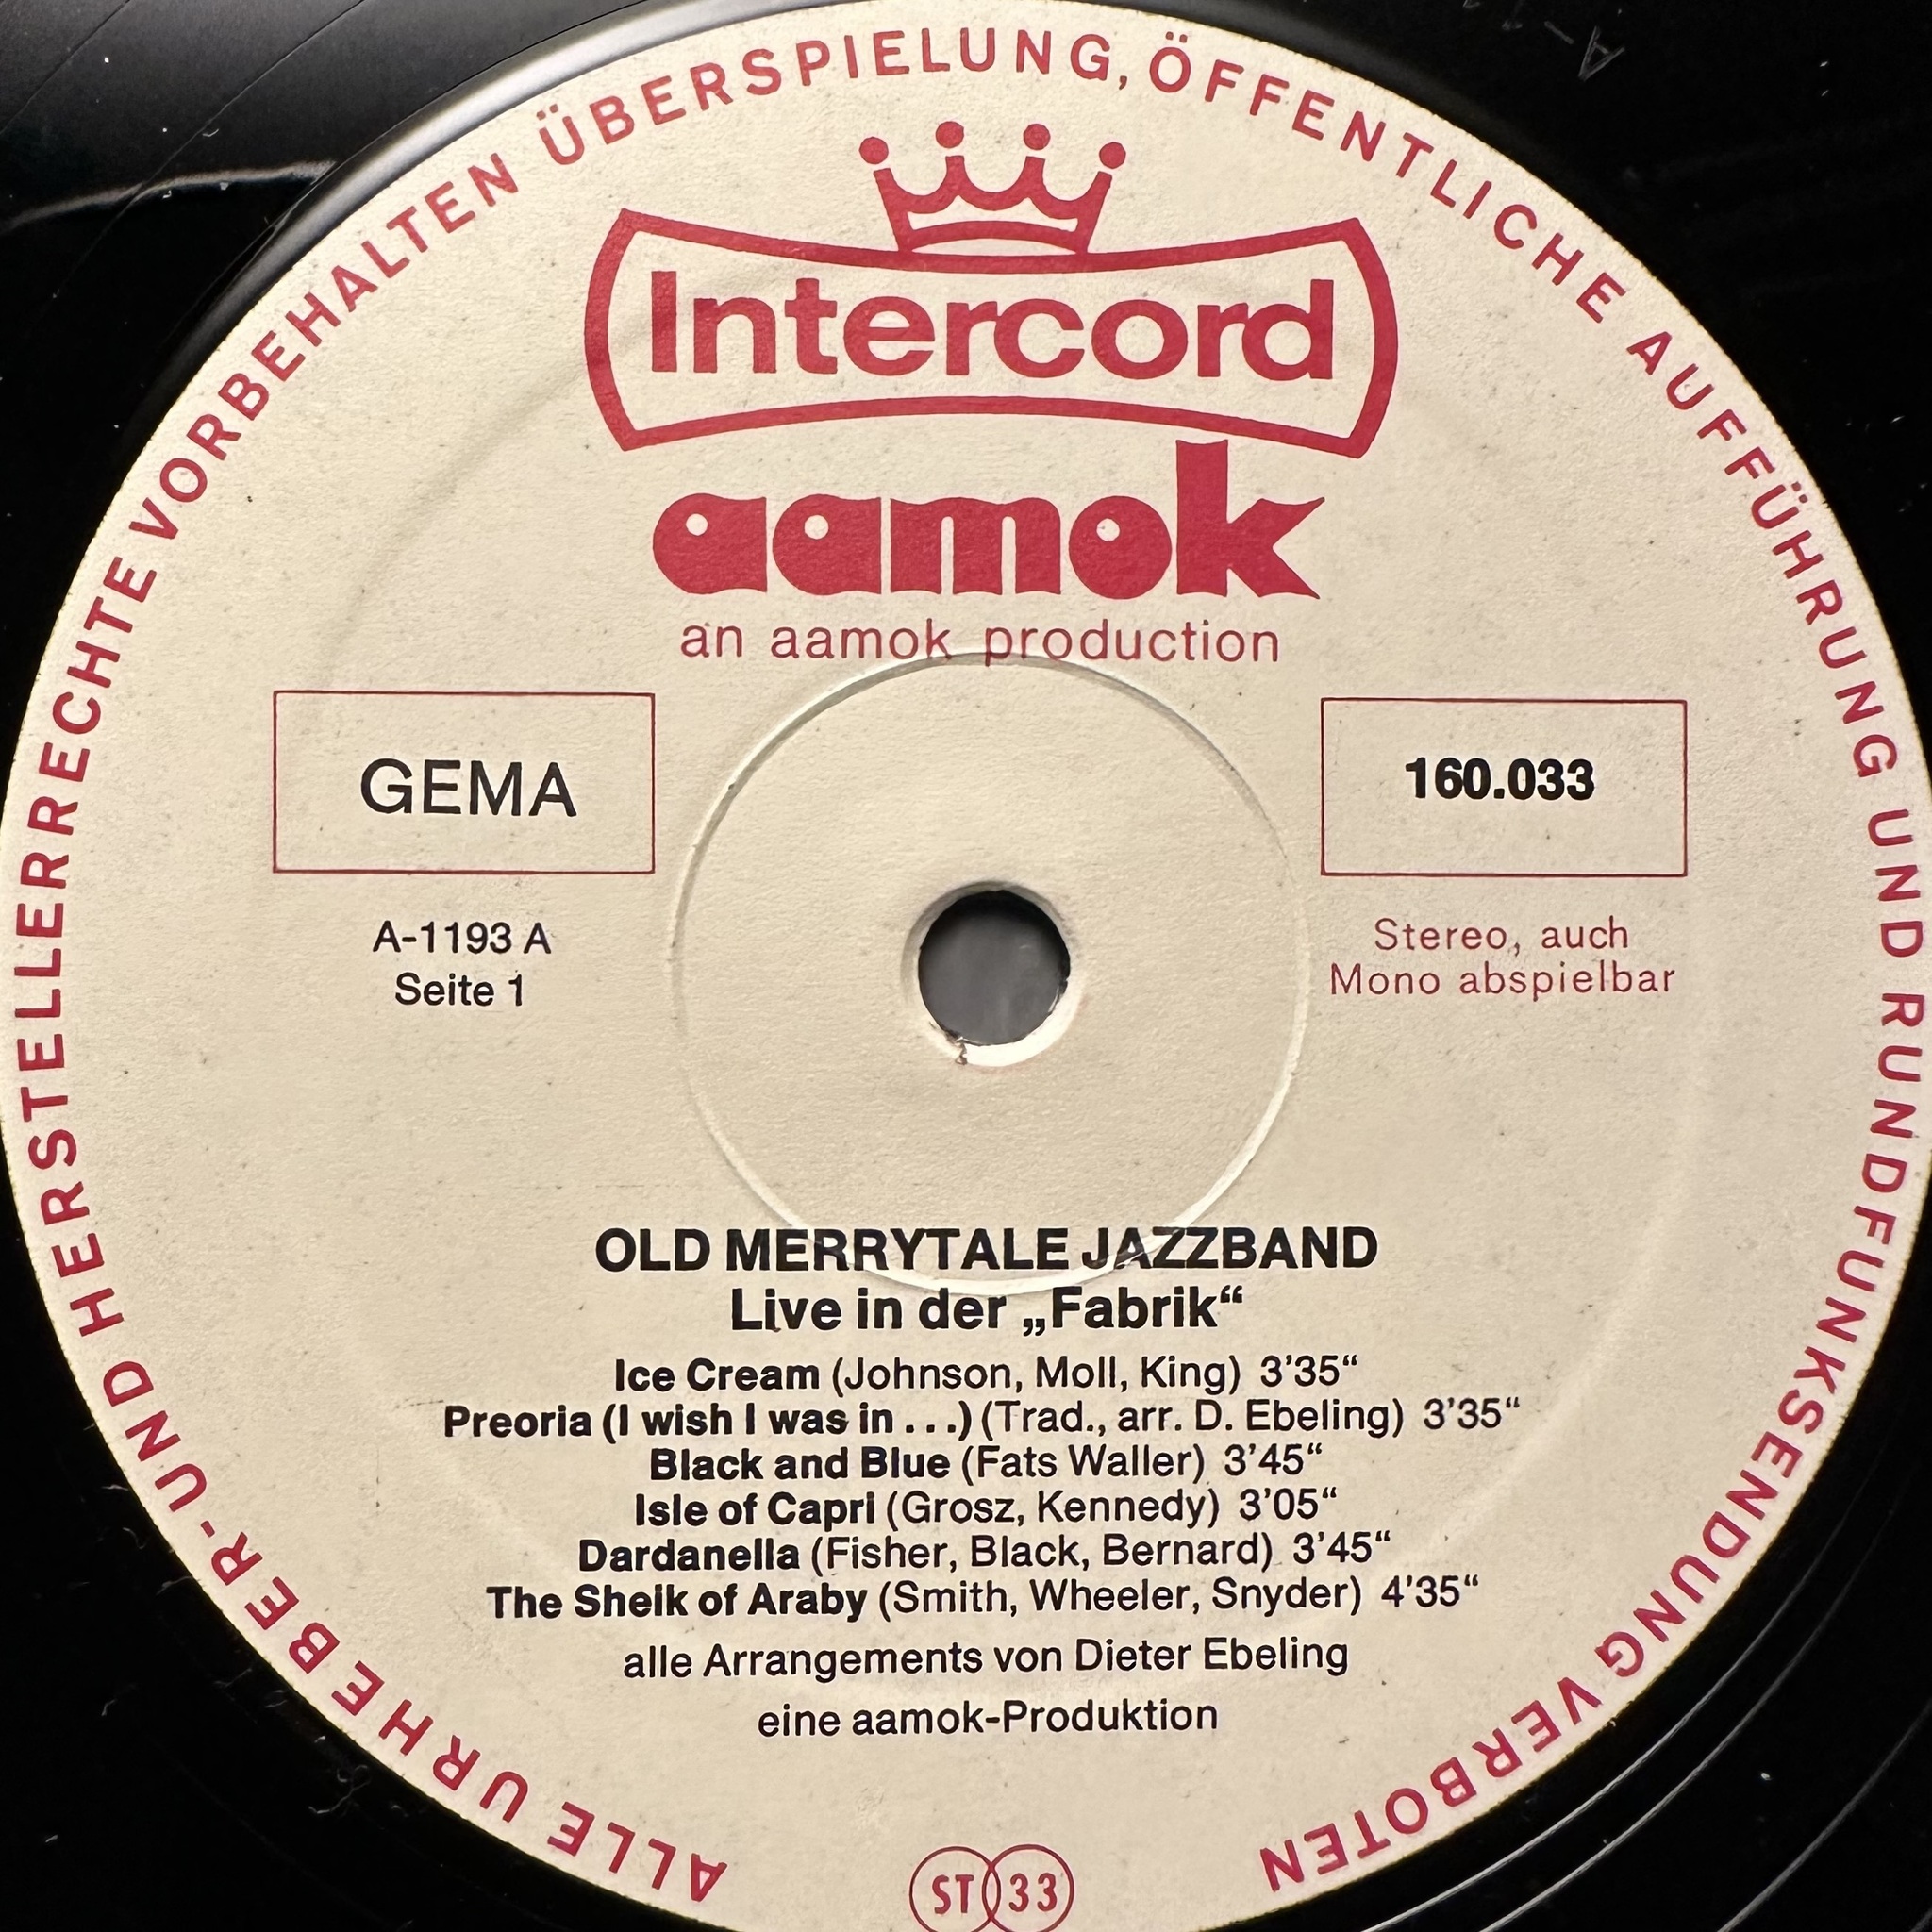 ALLE URHEBER- UND HERSTELLERRECHTE VORBEHALTEN ÜBERSPIELUNG, ÖFFENTLICHE AUFFÜHRUNG UND RUNDFUNKSENDUNG VERBOTEN
Intercord
aamok
an aamok production
GEMA
160.033
A-1193 A
Seite 1
Stereo, auch
Mono abspielbar
OLD MERRYTALE JAZZBAND
Live in der „Fabrik“
Ice Cream (Johnson, Moll, King) 3’35“
Preoria (I wish I was in . . .) (Trad., arr. D. Ebeling) 3’35“
Black and Blue (Fats Waller) 3’45“
Isle of Capri (Grosz, Kennedy) 3’05“
Dardanella (Fisher, Black, Bernard) 3’45“
The Sheik of Araby (Smith, Wheeler, Snyder) 4’35“
alle Arrangements von Dieter Ebeling
eine aamok-Produktion
ST 33